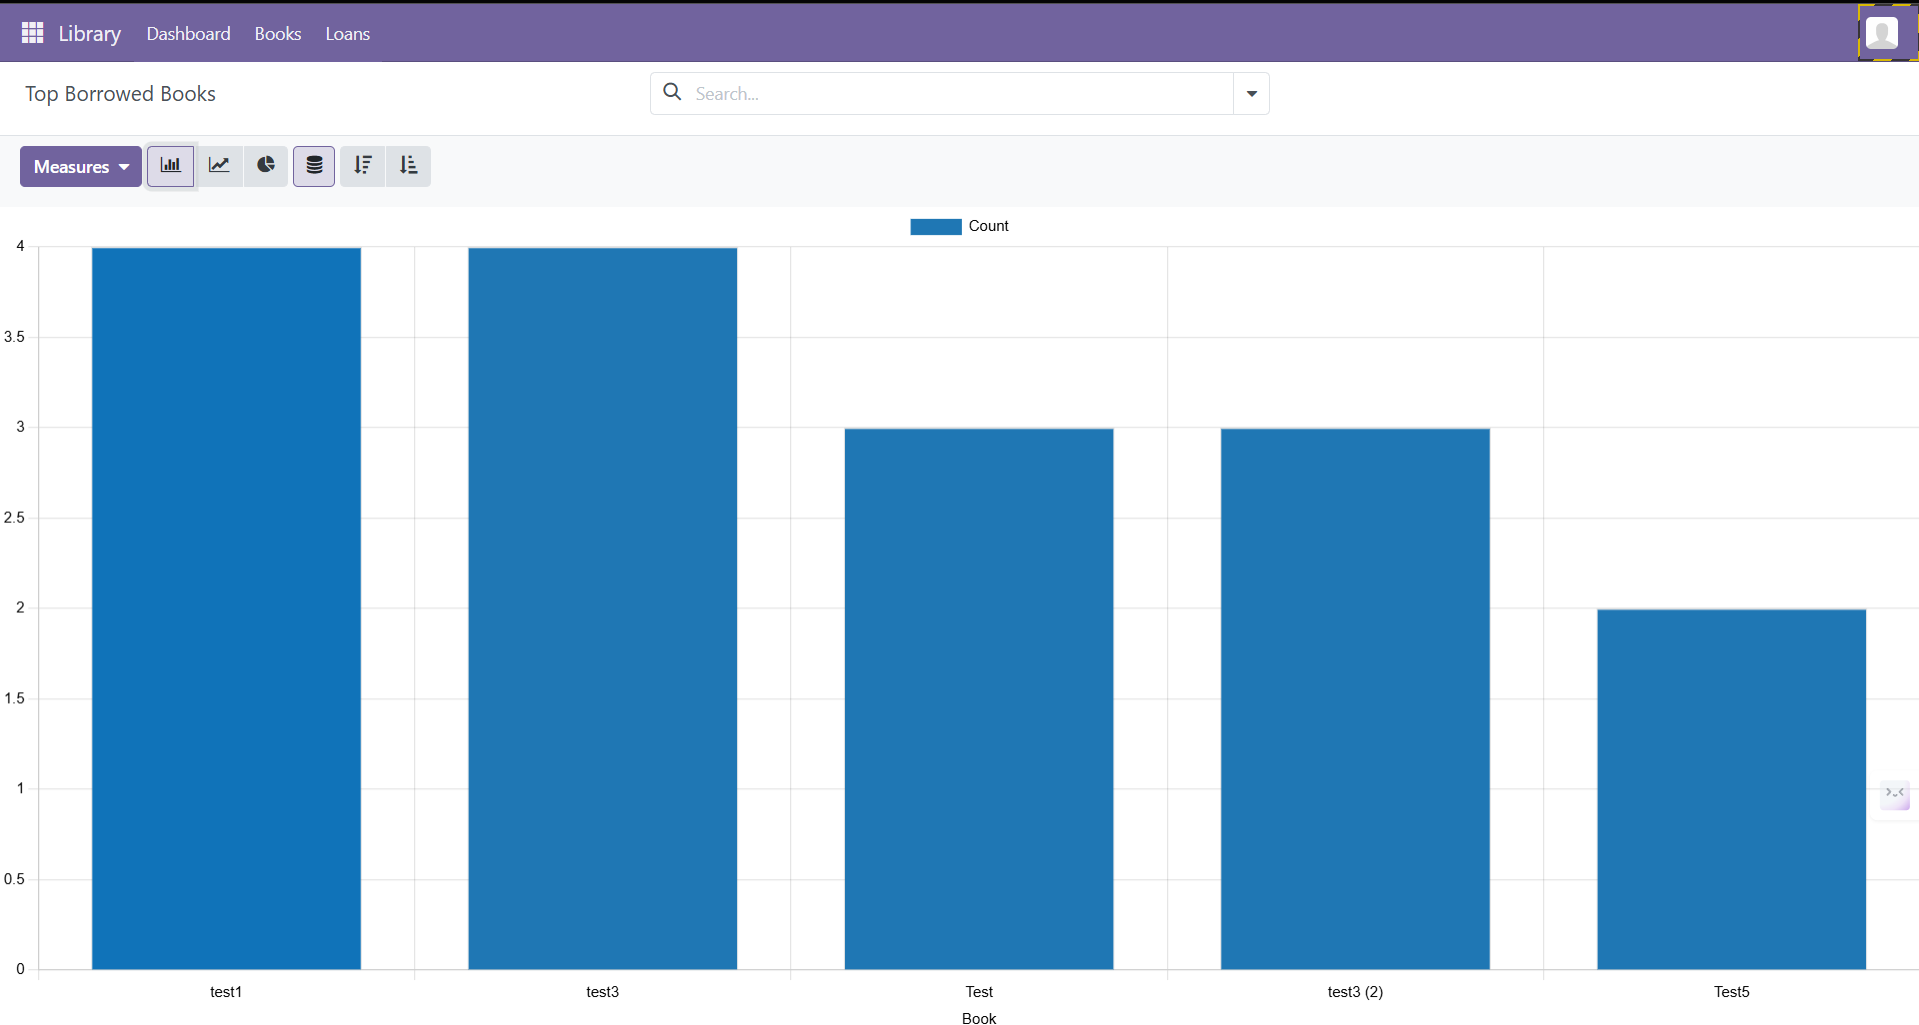 Library Dashboard Books Loans
Top Borrowed Books
Search...
Measures
Count
4
3.5
3
2.5
2
1.5
1
0.5
0
test1 test3 Test test3 (2) Test5
Book